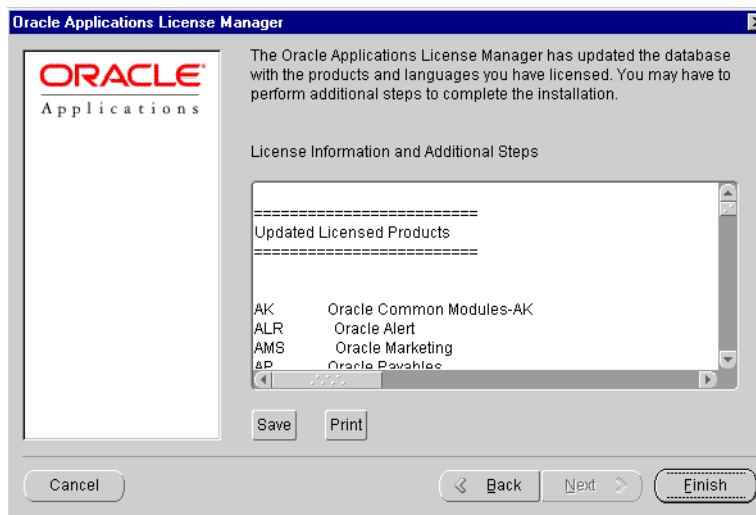 Oracle Applications License Manager
ORACLE®
Applications
The Oracle Applications License Manager has updated the database
with the products and languages you have licensed. You may have to
perform additional steps to complete the installation.
License Information and Additional Steps
=========================
Updated Licensed Products
=========================
AK Oracle Common Modules-AK
ALR Oracle Alert
AMS Oracle Marketing
AP Oracle Payables
Save Print
Cancel Back Next Finish